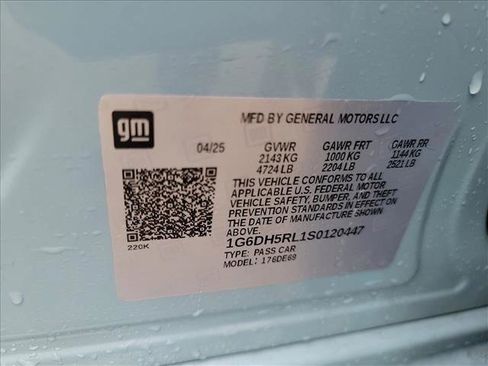 gm
MFD BY GENERAL MOTORS LLC
04/25 GVWR GAWR FRT GAWR RR
2143 KG 1000 KG 1144 KG
4724 LB 2204 LB 2521 LB
THIS VEHICLE CONFORMS TO ALL
APPLICABLE U.S. FEDERAL MOTOR
VEHICLE SAFETY, BUMPER, AND THEFT
PREVENTION STANDARDS IN EFFECT ON
THE DATE OF MANUFACTURE SHOWN
ABOVE.
1G6DH5RL1S0120447
220K TYPE: PASS CAR
MODEL: 176DE69